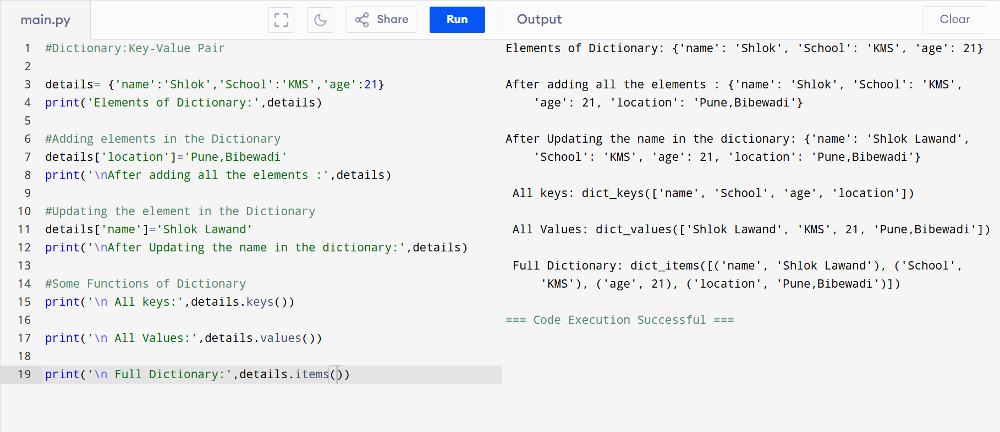 main.py
Share
Run
1 #Dictionary:Key-Value Pair
2
3 details= {'name':'Shlok','School':'KMS','age':21}
4 print('Elements of Dictionary:',details)
5
6 #Adding elements in the Dictionary
7 details['location']='Pune,Bibewadi'
8 print('\nAfter adding all the elements :',details)
9
10 #Updating the element in the Dictionary
11 details['name']='Shlok Lawand'
12 print('\nAfter Updating the name in the dictionary:',details)
13
14 #Some Functions of Dictionary
15 print('\n All keys:',details.keys())
16
17 print('\n All Values:',details.values())
18
19 print('\n Full Dictionary:',details.items())
Output
Clear
Elements of Dictionary: {'name': 'Shlok', 'School': 'KMS', 'age': 21}
After adding all the elements : {'name': 'Shlok', 'School': 'KMS',
'age': 21, 'location': 'Pune,Bibewadi'}
After Updating the name in the dictionary: {'name': 'Shlok Lawand',
'School': 'KMS', 'age': 21, 'location': 'Pune,Bibewadi'}
All keys: dict_keys(['name', 'School', 'age', 'location'])
All Values: dict_values(['Shlok Lawand', 'KMS', 21, 'Pune,Bibewadi'])
Full Dictionary: dict_items([('name', 'Shlok Lawand'), ('School',
'KMS'), ('age', 21), ('location', 'Pune,Bibewadi')])
=== Code Execution Successful ===